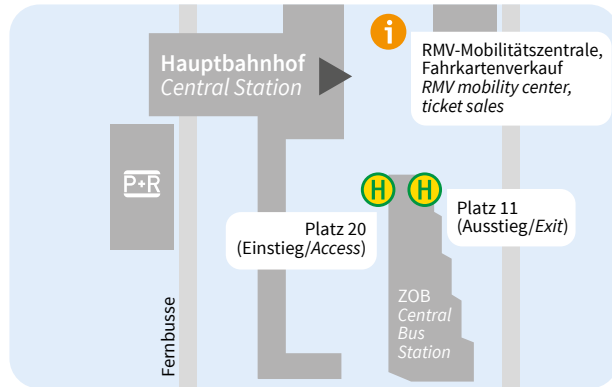 i
RMV-Mobilitätszentrale,
Fahrkartenverkauf
RMV mobility center,
ticket sales
Hauptbahnhof
Central Station
P+R
H
H
Platz 20
(Einstieg/Access)
Platz 11
(Ausstieg/Exit)
ZOB
Central
Bus
Station
Fernbusse